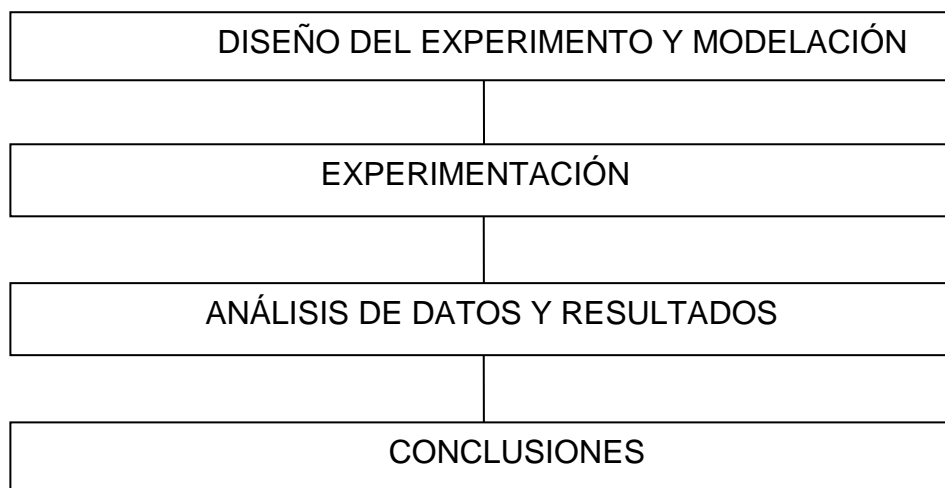 DISEÑO DEL EXPERIMENTO Y MODELACIÓN
EXPERIMENTACIÓN
ANÁLISIS DE DATOS Y RESULTADOS
CONCLUSIONES